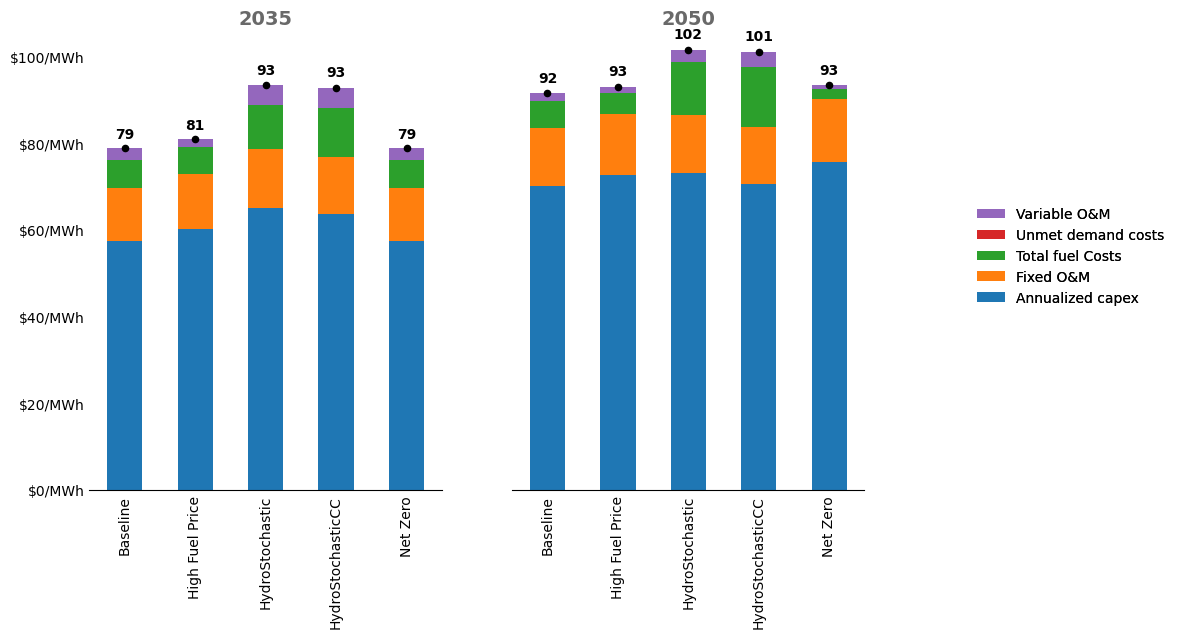 2035
2050
$100/MWh
$80/MWh
$60/MWh
$40/MWh
$20/MWh
$0/MWh
79
81
93
93
79
92
93
102
101
93
Baseline
High Fuel Price
HydroStochastic
HydroStochasticCC
Net Zero
Baseline
High Fuel Price
HydroStochastic
HydroStochasticCC
Net Zero
Variable O&M
Unmet demand costs
Total fuel Costs
Fixed O&M
Annualized capex